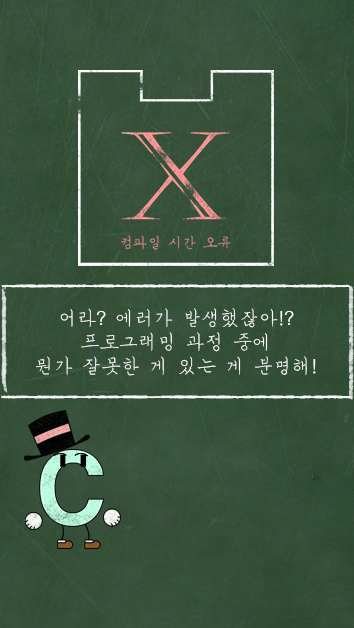 X
컴파일 시간 오류
어라? 에러가 발생했잖아!?
프로그래밍 과정 중에
뭔가 잘못한 게 있는 게 분명해!
C